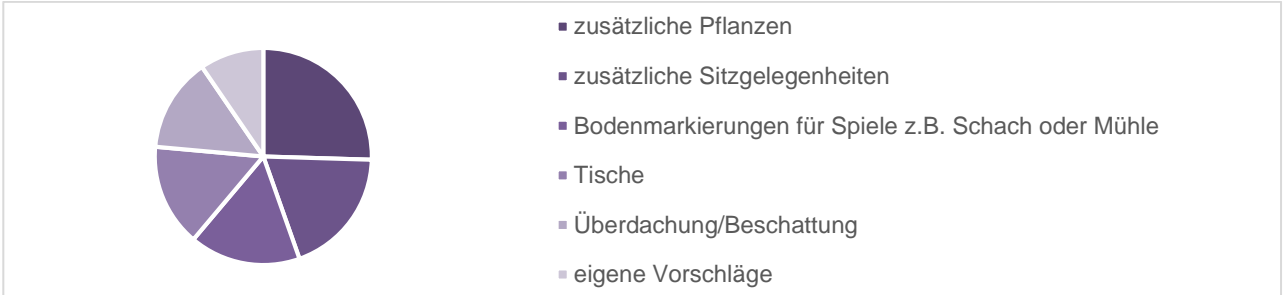 zusätzliche Pflanzen
zusätzliche Sitzgelegenheiten
Bodenmarkierungen für Spiele z.B. Schach oder Mühle
Tische
Überdachung/Beschattung
eigene Vorschläge